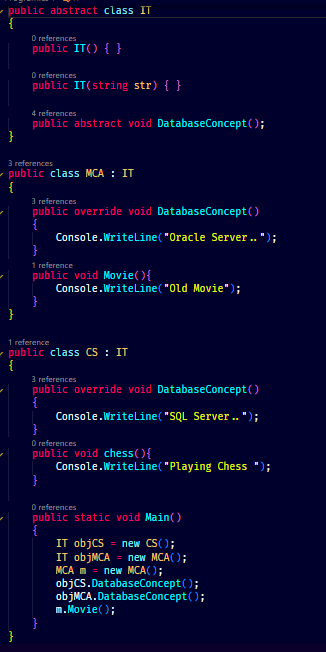 public abstract class IT
{
0 references
public IT() { }
0 references
public IT(string str) { }
4 references
public abstract void DatabaseConcept();
}
3 references
public class MCA : IT
{
3 references
public override void DatabaseConcept()
{
Console.WriteLine("Oracle Server..");
}
1 reference
public void Movie(){
Console.WriteLine("Old Movie");
}
}
1 reference
public class CS : IT
{
3 references
public override void DatabaseConcept()
{
Console.WriteLine("SQL Server..");
}
0 references
public void chess(){
Console.WriteLine("Playing Chess ");
}
0 references
public static void Main()
{
IT objCS = new CS();
IT objMCA = new MCA();
MCA m = new MCA();
objCS.DatabaseConcept();
objMCA.DatabaseConcept();
m.Movie();
}
}